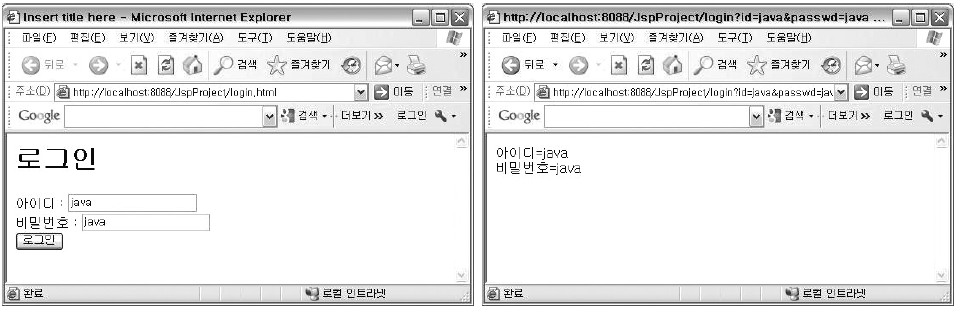 Insert title here - Microsoft Internet Explorer
파일(F) 편집(E) 보기(V) 즐겨찾기(A) 도구(T) 도움말(H)
뒤로 검색 즐겨찾기 »
주소(D) http://localhost:8088/JspProject/login.html 이동 연결 »
Google 검색 더보기 » 로그인
로그인
아이디 : java
비밀번호 : java
로그인
완료 로컬 인트라넷
http://localhost:8088/JspProject/login?id=java&passwd=java ...
파일(F) 편집(E) 보기(V) 즐겨찾기(A) 도구(T) 도움말(H)
뒤로 검색 즐겨찾기 »
주소(D) http://localhost:8088/JspProject/login?id=java&passwd=jav 이동 연결 »
Google 검색 더보기 » 로그인
아이디=java
비밀번호=java
완료 로컬 인트라넷